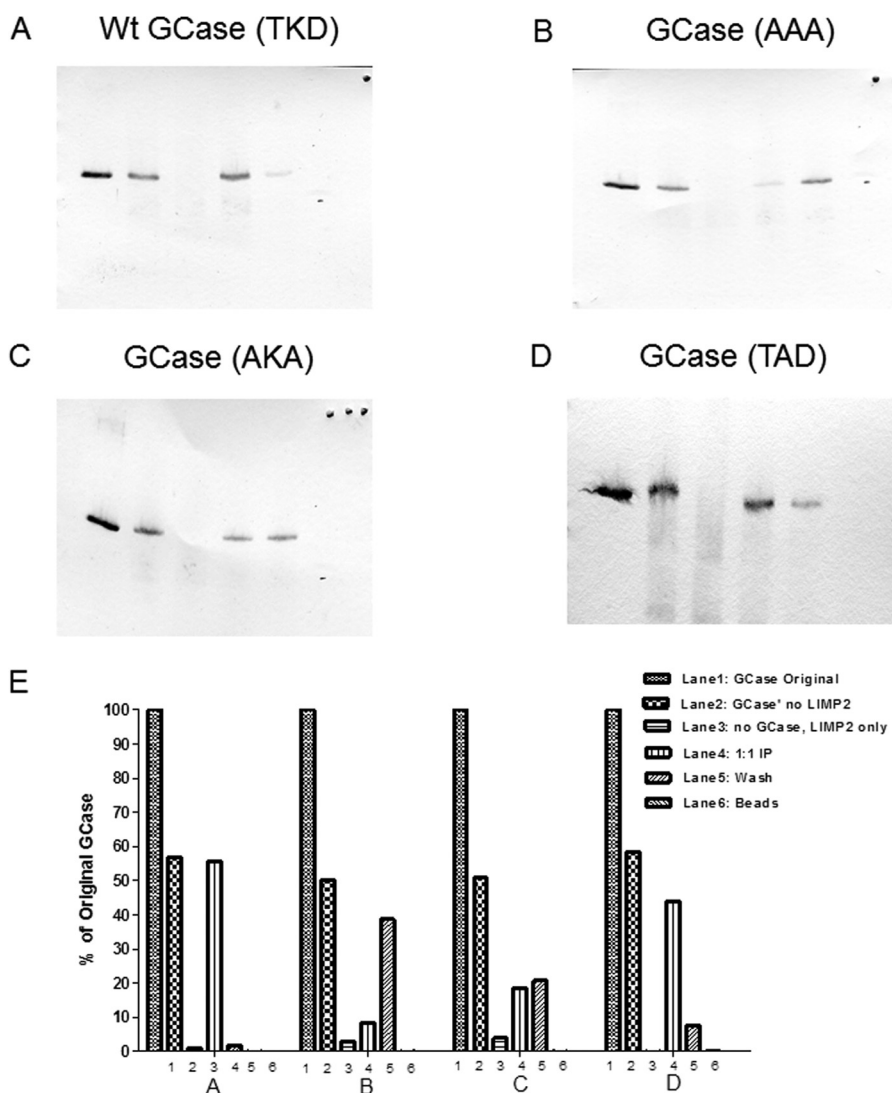 A
Wt GCase (TKD)
B
GCase (AAA)
C
GCase (AKA)
D
GCase (TAD)
E
% of Original GCase
100
90
80
70
60
50
40
30
20
10
0
Lane1: GCase Original
Lane2: GCase' no LIMP2
Lane3: no GCase, LIMP2 only
Lane4: 1:1 IP
Lane5: Wash
Lane6: Beads
1 2 3 4 5 6 1 2 3 4 5 6 1 2 3 4 5 6 1 2 3 4 5 6
A B C D